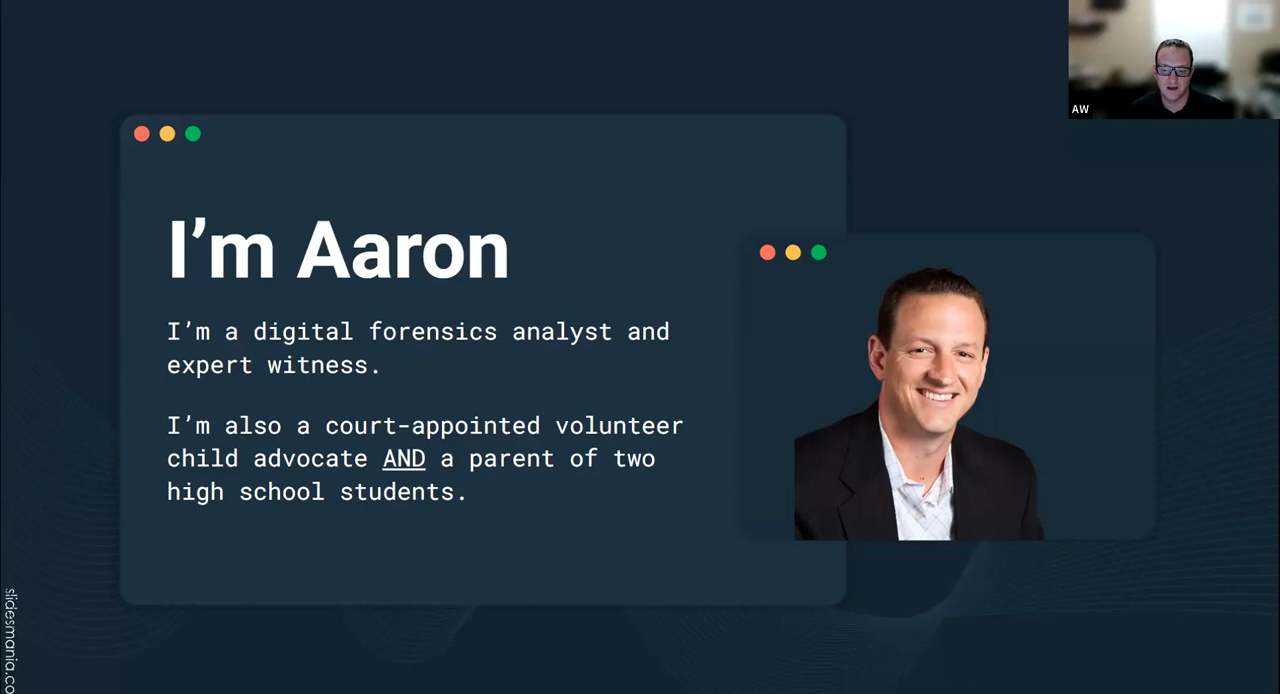 AW
I’m Aaron
I’m a digital forensics analyst and
expert witness.
I’m also a court-appointed volunteer
child advocate AND a parent of two
high school students.
slidesmania.co